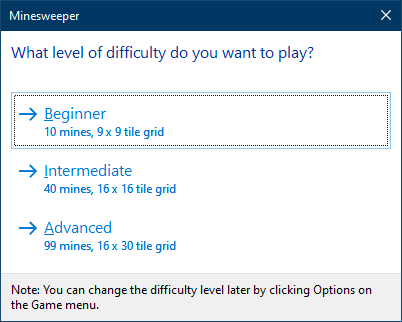 Minesweeper
What level of difficulty do you want to play?
Beginner
10 mines, 9 x 9 tile grid
Intermediate
40 mines, 16 x 16 tile grid
Advanced
99 mines, 16 x 30 tile grid
Note: You can change the difficulty level later by clicking Options on
the Game menu.